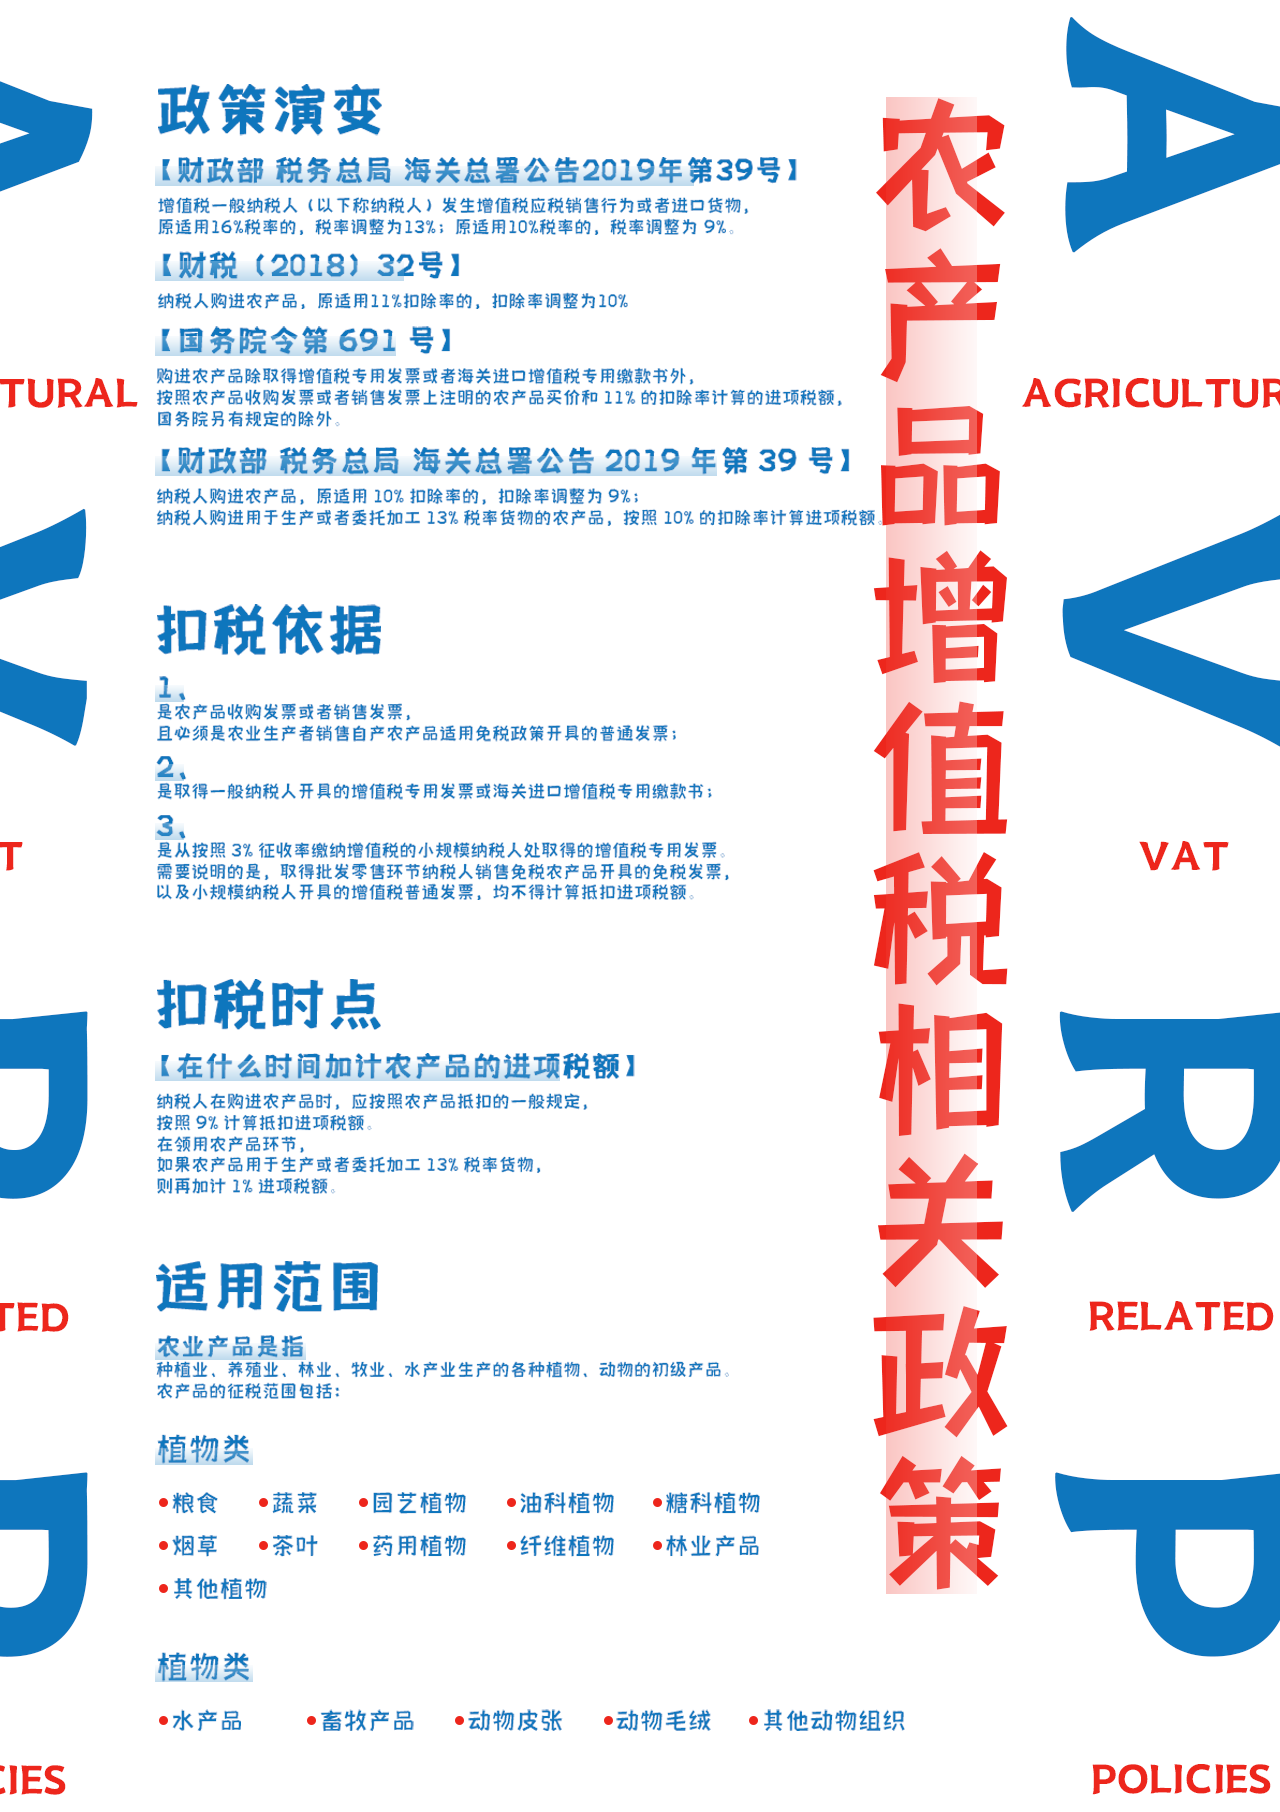 政策演变
【财政部 税务总局 海关总署公告2019年第39号】
增值税一般纳税人（以下称纳税人）发生增值税应税销售行为或者进口货物，
原适用16%税率的，税率调整为13%；原适用10%税率的，税率调整为 9%。
【财税（2018）32号】
纳税人购进农产品，原适用11%扣除率的，扣除率调整为10%
【国务院令第 691 号】
购进农产品除取得增值税专用发票或者海关进口增值税专用缴款书外，
按照农产品收购发票或者销售发票上注明的农产品买价和 11% 的扣除率计算的进项税额，
国务院另有规定的除外。
【财政部 税务总局 海关总署公告 2019 年第 39 号】
纳税人购进农产品，原适用 10% 扣除率的，扣除率调整为 9%；
纳税人购进用于生产或者委托加工 13% 税率货物的农产品，按照 10% 的扣除率计算进项税额。
扣税依据
1、
是农产品收购发票或者销售发票，
且必须是农业生产者销售自产农产品适用免税政策开具的普通发票；
2、
是取得一般纳税人开具的增值税专用发票或海关进口增值税专用缴款书；
3、
是从按照 3% 征收率缴纳增值税的小规模纳税人处取得的增值税专用发票。
需要说明的是，取得批发零售环节纳税人销售免税农产品开具的免税发票，
以及小规模纳税人开具的增值税普通发票，均不得计算抵扣进项税额。
扣税时点
【在什么时间加计农产品的进项税额】
纳税人在购进农产品时，应按照农产品抵扣的一般规定，
按照 9% 计算抵扣进项税额。
在领用农产品环节，
如果农产品用于生产或者委托加工 13% 税率货物，
则再加计 1% 进项税额。
适用范围
农业产品是指
种植业、养殖业、林业、牧业、水产业生产的各种植物、动物的初级产品。
农产品的征税范围包括：
植物类
•粮食 •蔬菜 •园艺植物 •油科植物 •糖科植物
•烟草 •茶叶 •药用植物 •纤维植物 •林业产品
•其他植物
植物类
•水产品 •畜牧产品 •动物皮张 •动物毛绒 •其他动物组织
农产品增值税相关政策
A
V
R
P
TURAL
T
TED
CIES
A
V
R
P
AGRICULTUR
VAT
RELATED
POLICIES